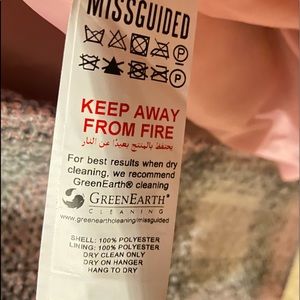 MISSGUIDED
P
P
KEEP AWAY
FROM FIRE
يحتفظ بالمنتج بعيدًا عن النار
For best results when dry
cleaning, we recommend
GreenEarth® cleaning
GREENEARTH®
CLEANING
www.greenearthcleaning/missguided
SHELL: 100% POLYESTER
LINING: 100% POLYESTER
DRY CLEAN ONLY
DRY ON HANGER
HANG TO DRY